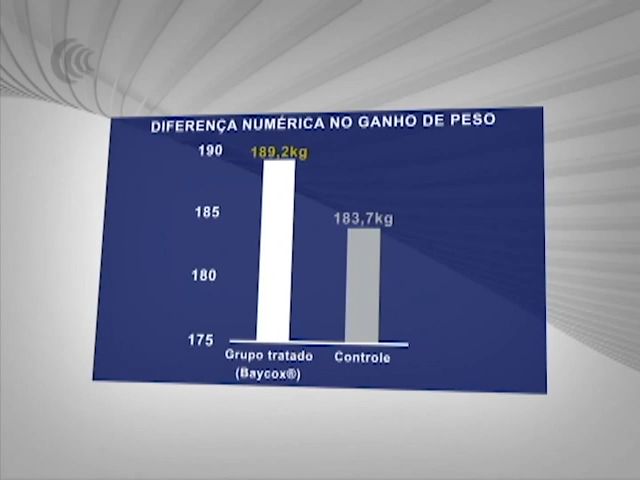 DIFERENÇA NUMÉRICA NO GANHO DE PESO
190
189,2kg
185
183,7kg
180
175
Grupo tratado
(Baycox®)
Controle